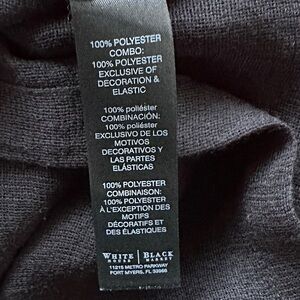 100% POLYESTER
COMBO:
100% POLYESTER
EXCLUSIVE OF
DECORATION &
ELASTIC
100% poliéster
COMBINACIÓN:
100% poliéster
EXCLUSIVO DE LOS
MOTIVOS
DECORATIVOS Y
LAS PARTES
ELÁSTICAS
100% POLYESTER
COMBINAISON:
100% POLYESTER
À L'EXCEPTION DES
MOTIFS
DÉCORATIFS ET
DES ÉLASTIQUES
WHITE BLACK
HOUSE MARKET
11215 METRO PARKWAY
FORT MYERS, FL 33966